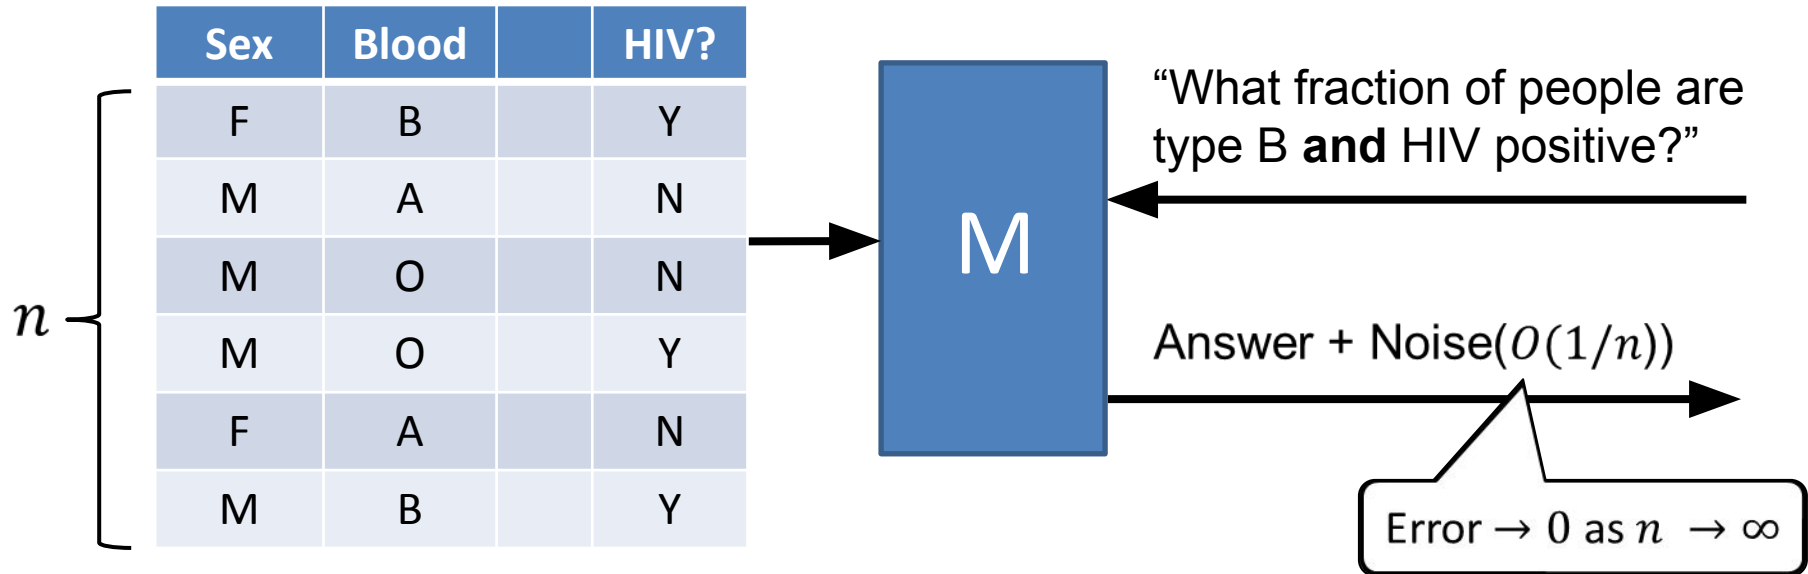 Sex Blood HIV?
F B Y
M A N
M O N
M O Y
F A N
M B Y
n
M
“What fraction of people are
type B and HIV positive?”
Answer + Noise(O(1/n))
Error → 0 as n → ∞